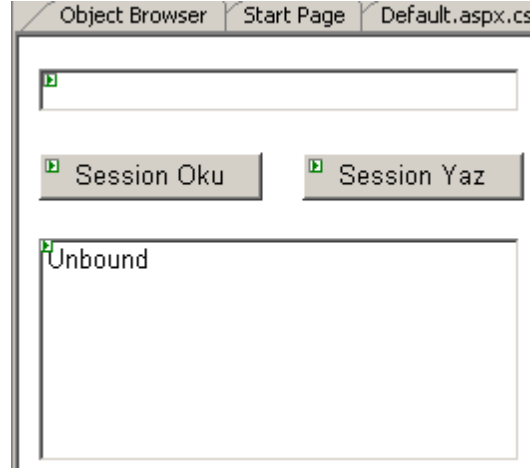 Object Browser Start Page Default.aspx.cs
Session Oku Session Yaz
Unbound